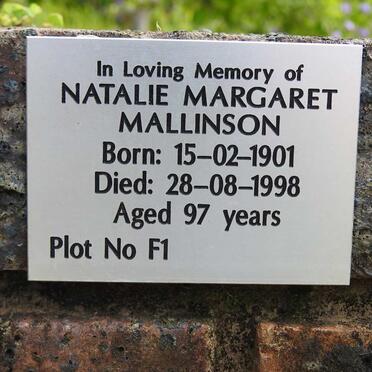 In Loving Memory of
NATALIE MARGARET
MALLINSON
Born: 15–02–1901
Died: 28–08–1998
Aged 97 years
Plot No F1